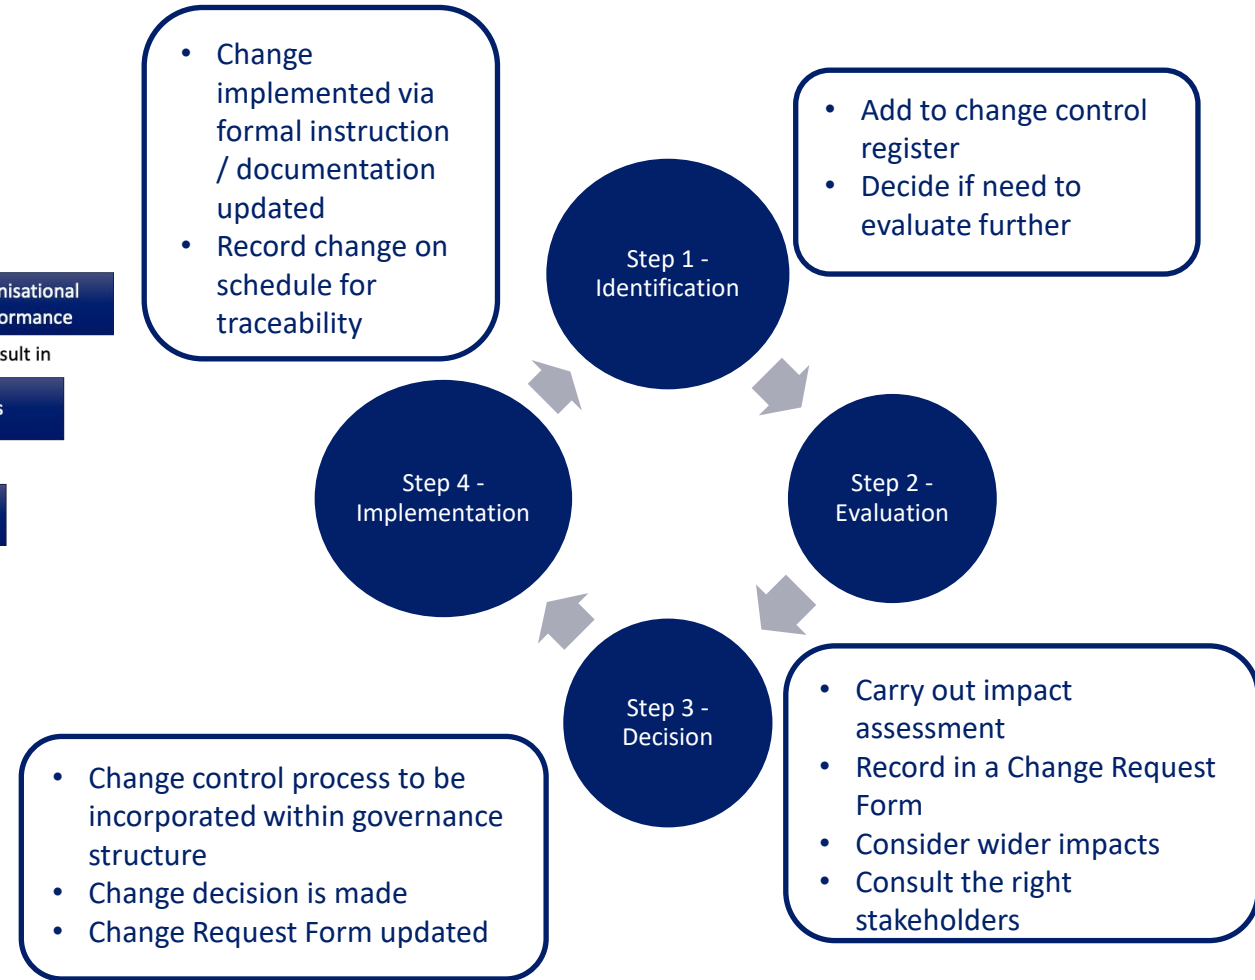 • Change
implemented via
formal instruction
/ documentation
updated
• Record change on
schedule for
traceability
• Add to change control
register
• Decide if need to
evaluate further
Step 1 -
Identification
ormance
sult in
Step 4 -
Implementation
Step 2 -
Evaluation
Step 3 -
Decision
• Carry out impact
assessment
• Record in a Change Request
Form
• Consider wider impacts
• Consult the right
stakeholders
• Change control process to be
incorporated within governance
structure
• Change decision is made
• Change Request Form updated